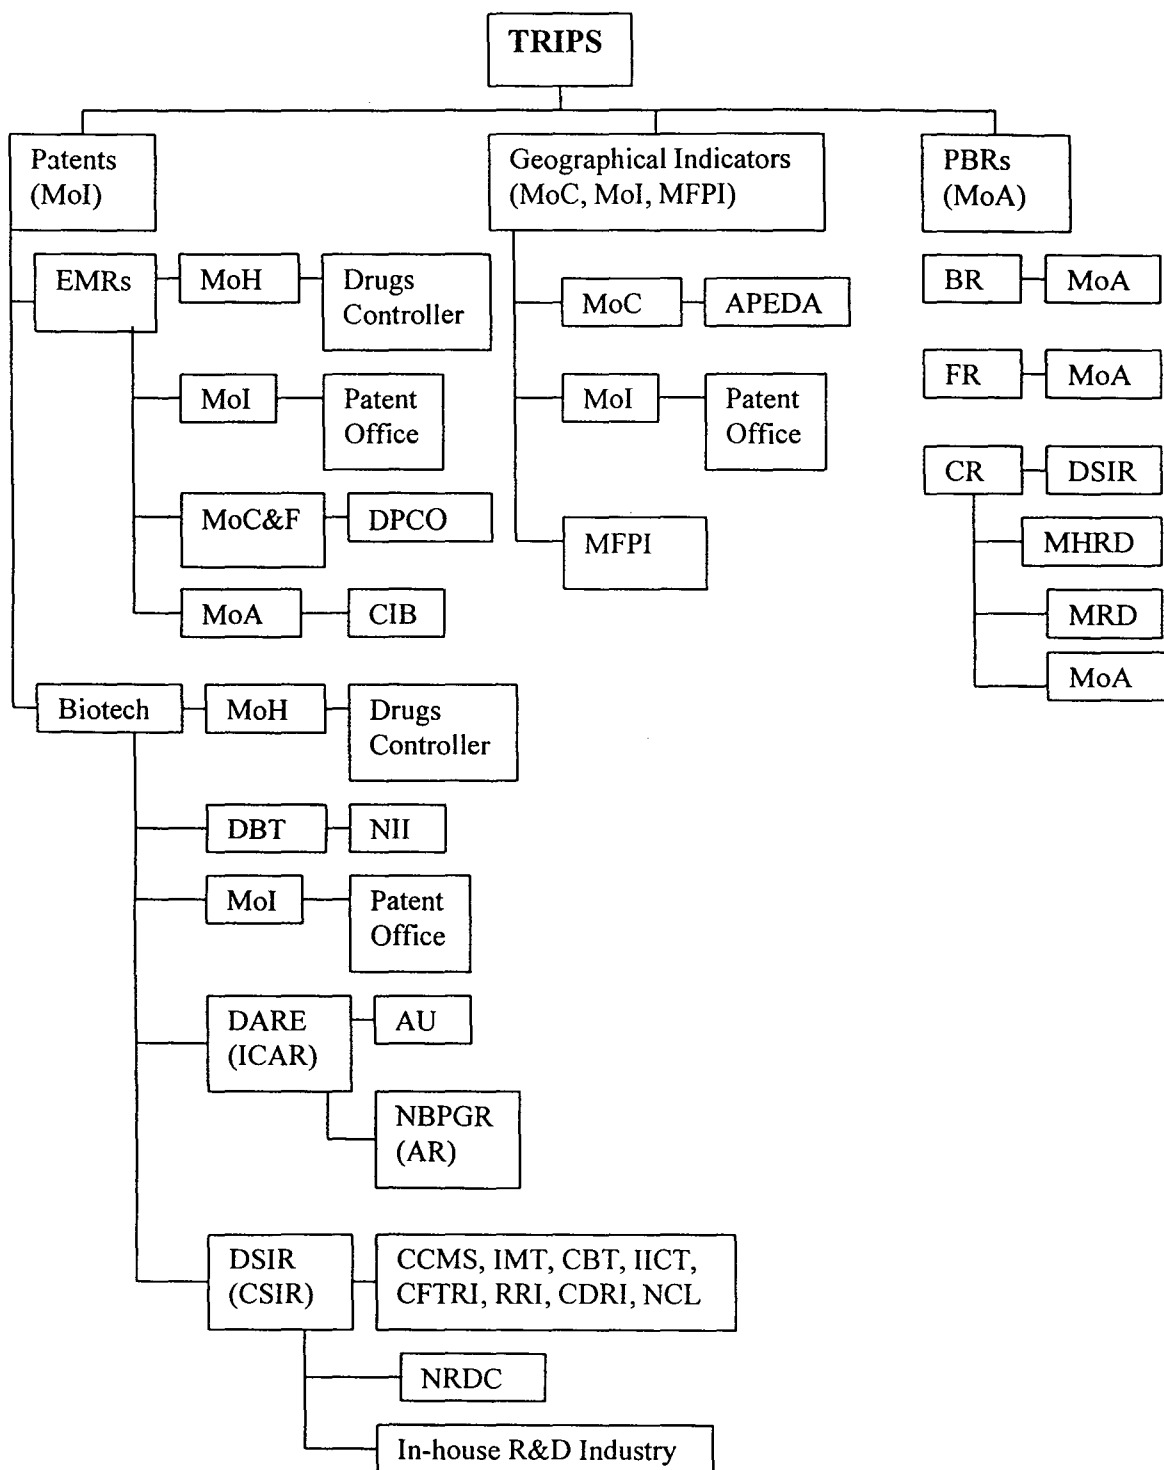 TRIPS
Patents
(MoI)
Geographical Indicators
(MoC, MoI, MFPI)
PBRs
(MoA)
EMRs
MoH
Drugs
Controller
MoI
Patent
Office
MoC&F
DPCO
MoA
CIB
MoC
APEDA
MoI
Patent
Office
MFPI
BR
MoA
FR
MoA
CR
DSIR
MHRD
MRD
MoA
Biotech
MoH
Drugs
Controller
DBT
NII
MoI
Patent
Office
DARE
(ICAR)
AU
NBPGR
(AR)
DSIR
(CSIR)
CCMS, IMT, CBT, IICT,
CFTRI, RRI, CDRI, NCL
NRDC
In-house R&D Industry